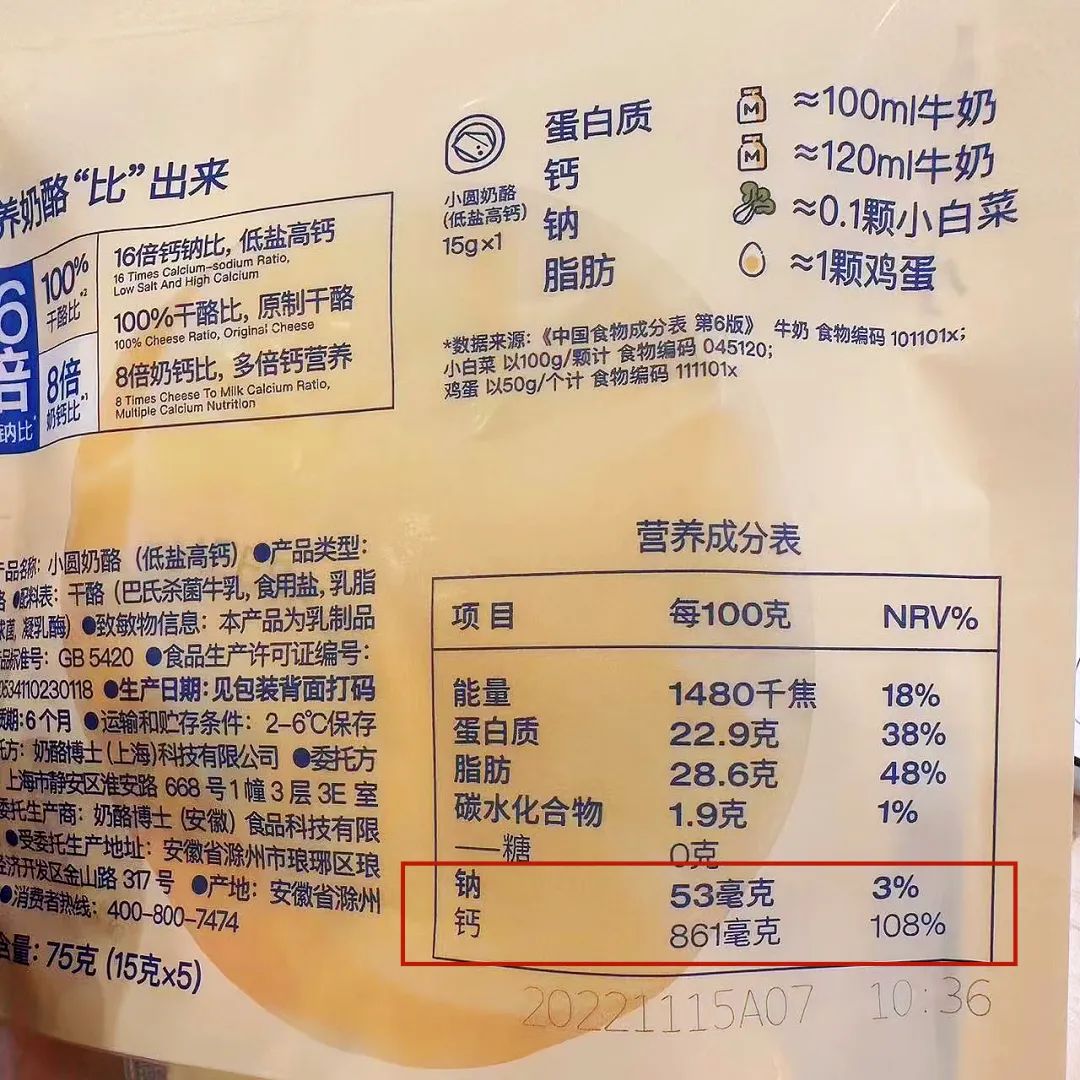 养奶酪“比”出来
6倍
钠比
100%
干酪比*²
8倍
奶钙比*¹
16倍钙钠比, 低盐高钙
16 Times Calcium-sodium Ratio,
Low Salt And High Calcium
100%干酪比, 原制干酪
100% Cheese Ratio, Original Cheese
8倍奶钙比, 多倍钙营养
8 Times Cheese To Milk Calcium Ratio,
Multiple Calcium Nutrition
小圆奶酪
(低盐高钙)
15g×1
蛋白质 ≈100ml牛奶
钙 ≈120ml牛奶
钠 ≈0.1颗小白菜
脂肪 ≈1颗鸡蛋
*数据来源:《中国食物成分表 第6版》 牛奶 食物编码 101101x;
小白菜 以100g/颗计 食物编码 045120;
鸡蛋 以50g/个计 食物编码 111101x
产品名称: 小圆奶酪 (低盐高钙) ●产品类型:
酪 ●配料表: 干酪 (巴氏杀菌牛乳, 食用盐, 乳脂
球菌, 凝乳酶) ●致敏物信息: 本产品为乳制品
品标准号: GB 5420 ●食品生产许可证编号:
0534110230118 ●生产日期: 见包装背面打码
质期: 6个月 ●运输和贮存条件: 2-6℃保存
托方: 奶酪博士(上海)科技有限公司 ●委托方
上海市静安区淮安路 668 号1幢3层 3E 室
委托生产商: 奶酪博士 (安徽) 食品科技有限
●受委托生产地址: 安徽省滁州市琅琊区琅
经济开发区金山路 317 号 ●产地: 安徽省滁州
●消费者热线: 400-800-7474
含量: 75克 (15克x5)
营养成分表
项目 每100克 NRV%
能量 1480千焦 18%
蛋白质 22.9克 38%
脂肪 28.6克 48%
碳水化合物 1.9克 1%
——糖 0克
钠 53毫克 3%
钙 861毫克 108%
20221115A07 10:36